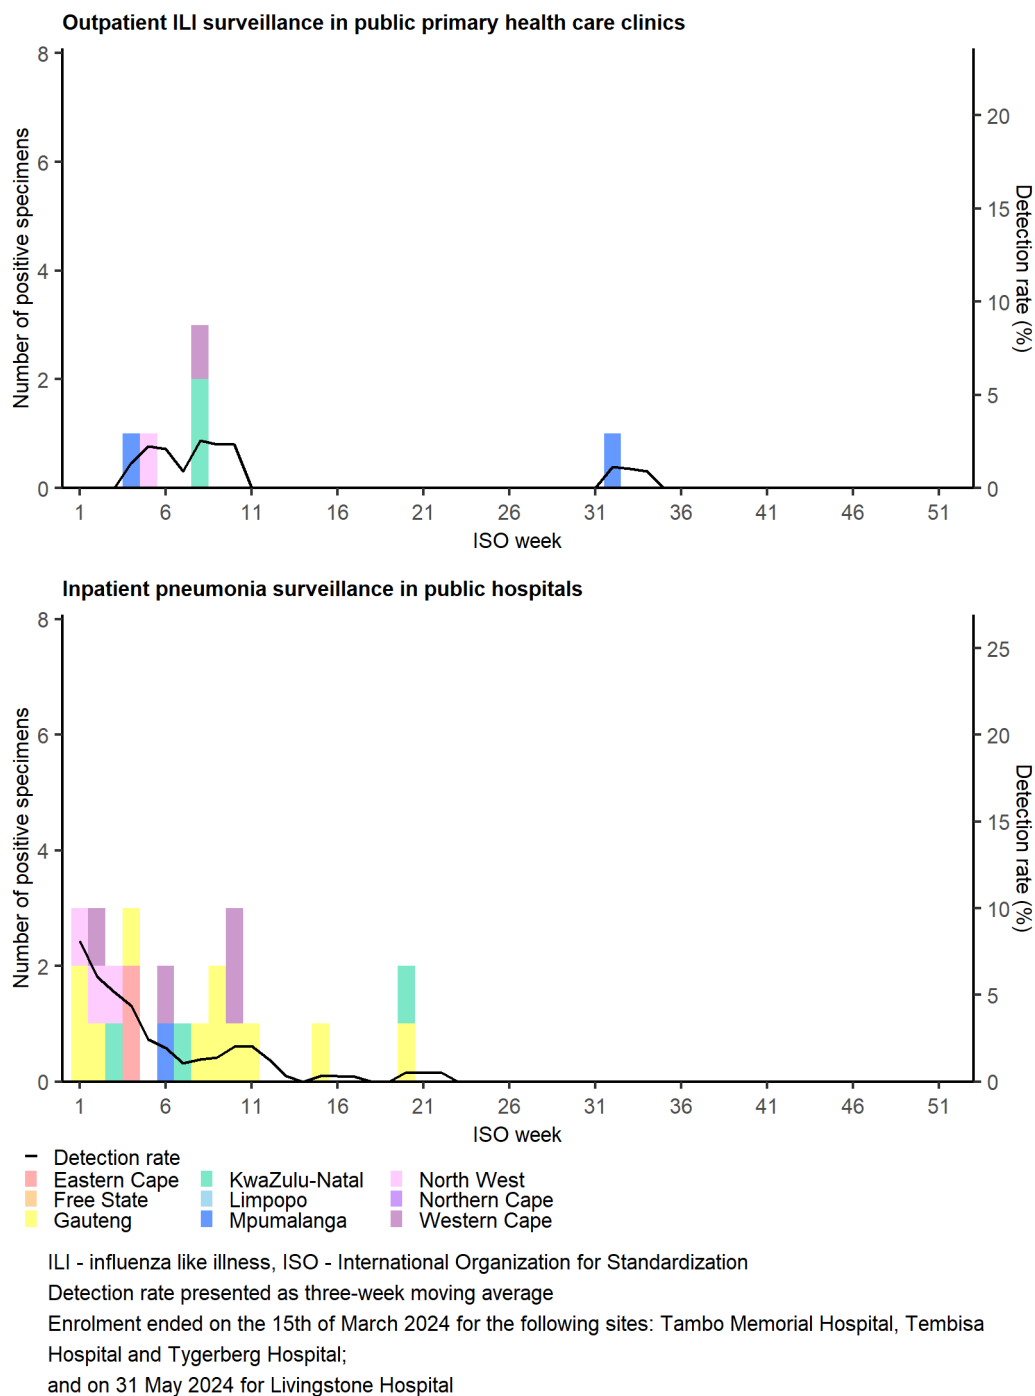 Outpatient ILI surveillance in public primary health care clinics
Number of positive specimens
8
6
4
2
0
20
15
10
5
0
Detection rate (%)
1 6 11 16 21 26 31 36 41 46 51
ISO week
Inpatient pneumonia surveillance in public hospitals
Number of positive specimens
8
6
4
2
0
25
20
15
10
5
0
Detection rate (%)
1 6 11 16 21 26 31 36 41 46 51
ISO week
Detection rate
Eastern Cape KwaZulu-Natal North West
Free State Limpopo Northern Cape
Gauteng Mpumalanga Western Cape
ILI - influenza like illness, ISO - International Organization for Standardization
Detection rate presented as three-week moving average
Enrolment ended on the 15th of March 2024 for the following sites: Tambo Memorial Hospital, Tembisa
Hospital and Tygerberg Hospital;
and on 31 May 2024 for Livingstone Hospital